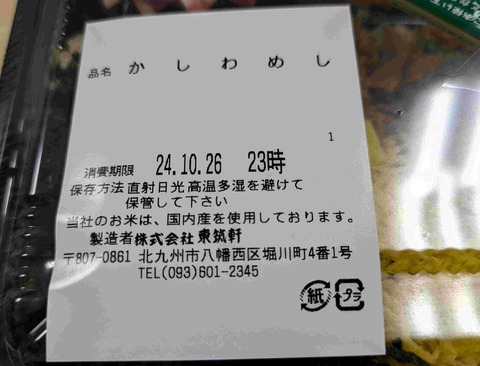 品名 かしわめし
1
消費期限 24.10.26 23時
保存方法 直射日光高温多湿を避けて
保管して下さい
当社のお米は、国内産を使用しております。
製造者 株式会社 東筑軒
〒807-0861 北九州市八幡西区堀川町4番1号
TEL(093)601-2345
紙 プラ